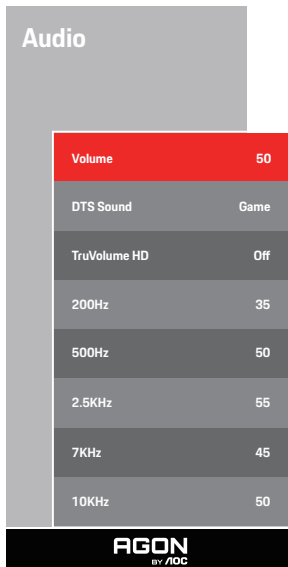 Audio
Volume 50
DTS Sound Game
TruVolume HD Off
200Hz 35
500Hz 50
2.5KHz 55
7KHz 45
10KHz 50
AGON
BY AOC